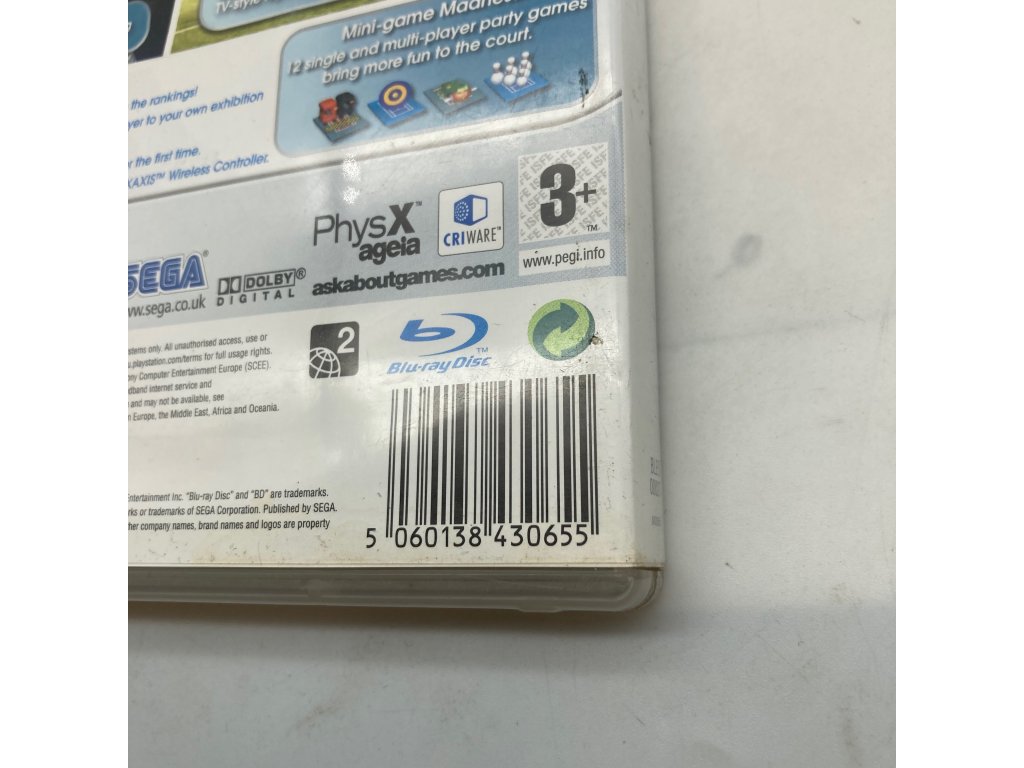 TV-style
Mini-game Madness
12 single and multi-player party games
bring more fun to the court.
the rankings!
yer to your own exhibition
r the first time.
XAXIS™ Wireless Controller.
PhysX™
ageia
CRIWARE™
ISFE
3+
TM
www.pegi.info
SEGA®
ww.sega.co.uk
DOLBY®
DIGITAL
askaboutgames.com
stems only. All unauthorised access, use or
u.playstation.com/terms for full usage rights.
ony Computer Entertainment Europe (SCEE).
dband internet service and
e and may not be available, see
n Europe, the Middle East, Africa and Oceania.
2
Blu-ray Disc™
Entertainment Inc. "Blu-ray Disc" and "BD" are trademarks.
rks or trademarks of SEGA Corporation. Published by SEGA.
her company names, brand names and logos are property
5 060138 430655